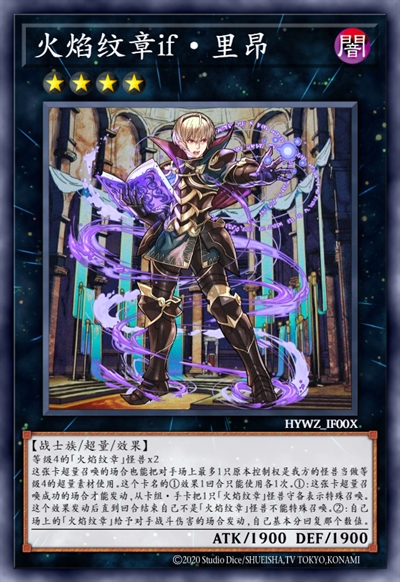 火焰纹章if・里昂
闇
HYWZ_IF00X
【战士族/超量/效果】
等级4的「火焰纹章」怪兽x2
这张卡超量召唤的场合也能把对手场上最多1只原本控制权是我方的怪兽当做等
级4的超量素材使用。这个卡名的①效果1回合只能使用各1次。①:这张卡超量召
唤成功的场合才能发动,从卡组・手卡把1只「火焰纹章」怪兽守备表示特殊召唤。
这个效果发动后直到回合结束自己不是「火焰纹章」怪兽不能特殊召唤。②:自己
场上的「火焰纹章」给予对手战斗伤害的场合发动,自己基本分回复那个数值。
ATK/1900 DEF/1900
©2020 Studio Dice/SHUEISHA,TV TOKYO,KONAMI